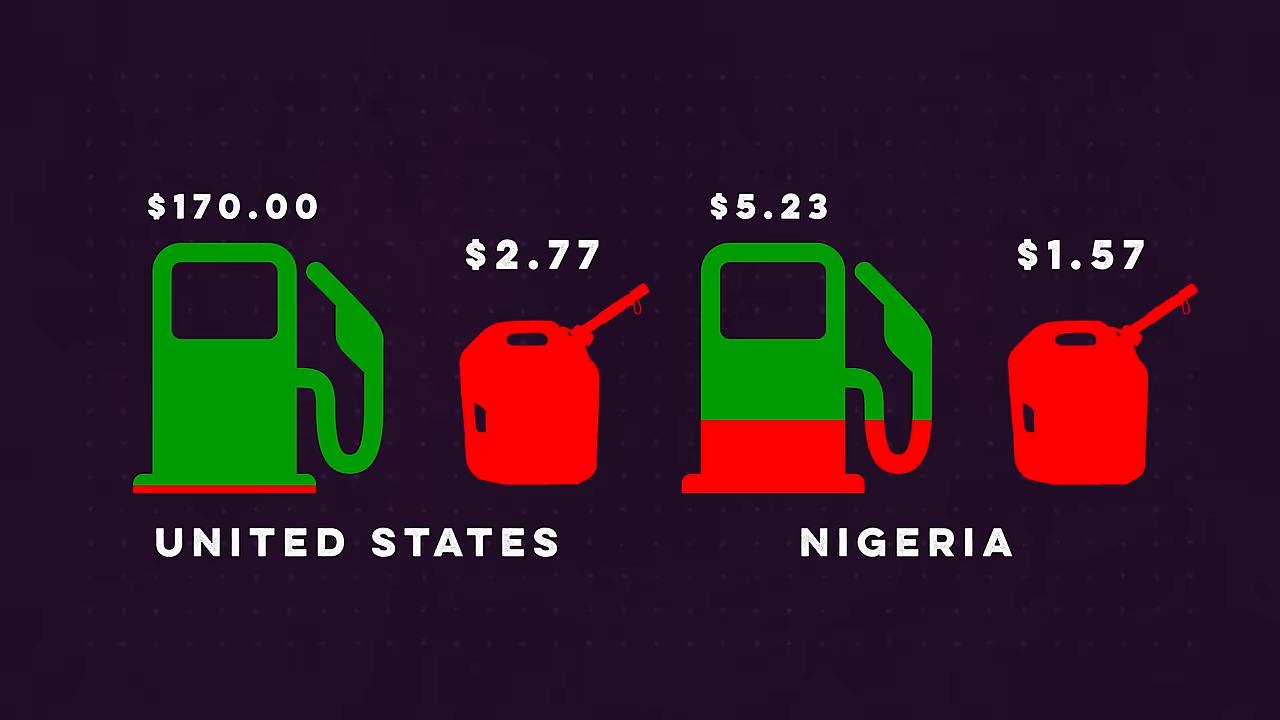 $170.00
$2.77
$5.23
$1.57
UNITED STATES
NIGERIA